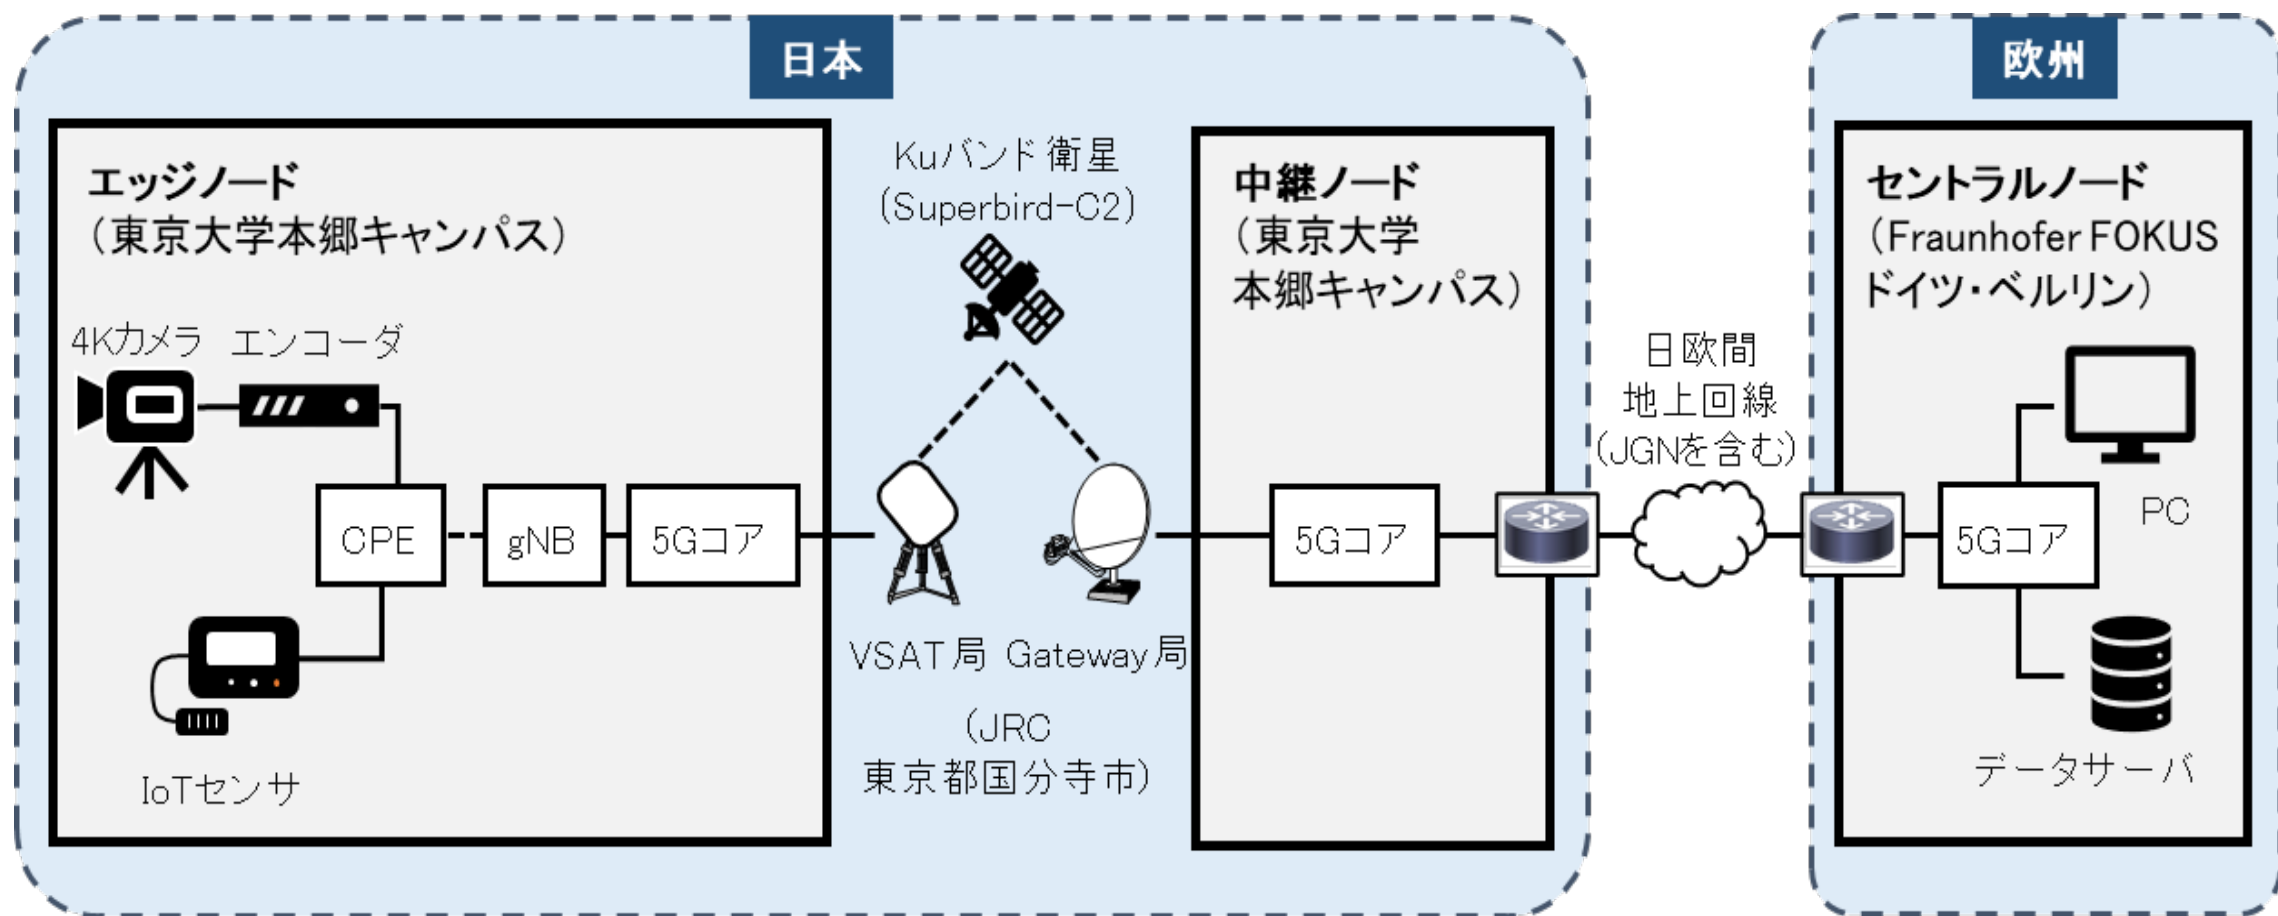 日本
欧州
エッジノード
（東京大学本郷キャンパス）
4Kカメラ
エンコーダ
CPE
gNB
5Gコア
IoTセンサ
Kuバンド衛星
(Superbird-C2)
VSAT局
Gateway局
(JRC
東京都国分寺市)
中継ノード
（東京大学
本郷キャンパス）
5Gコア
日欧間
地上回線
(JGNを含む)
セントラルノード
（Fraunhofer FOKUS
ドイツ・ベルリン）
5Gコア
PC
データサーバ